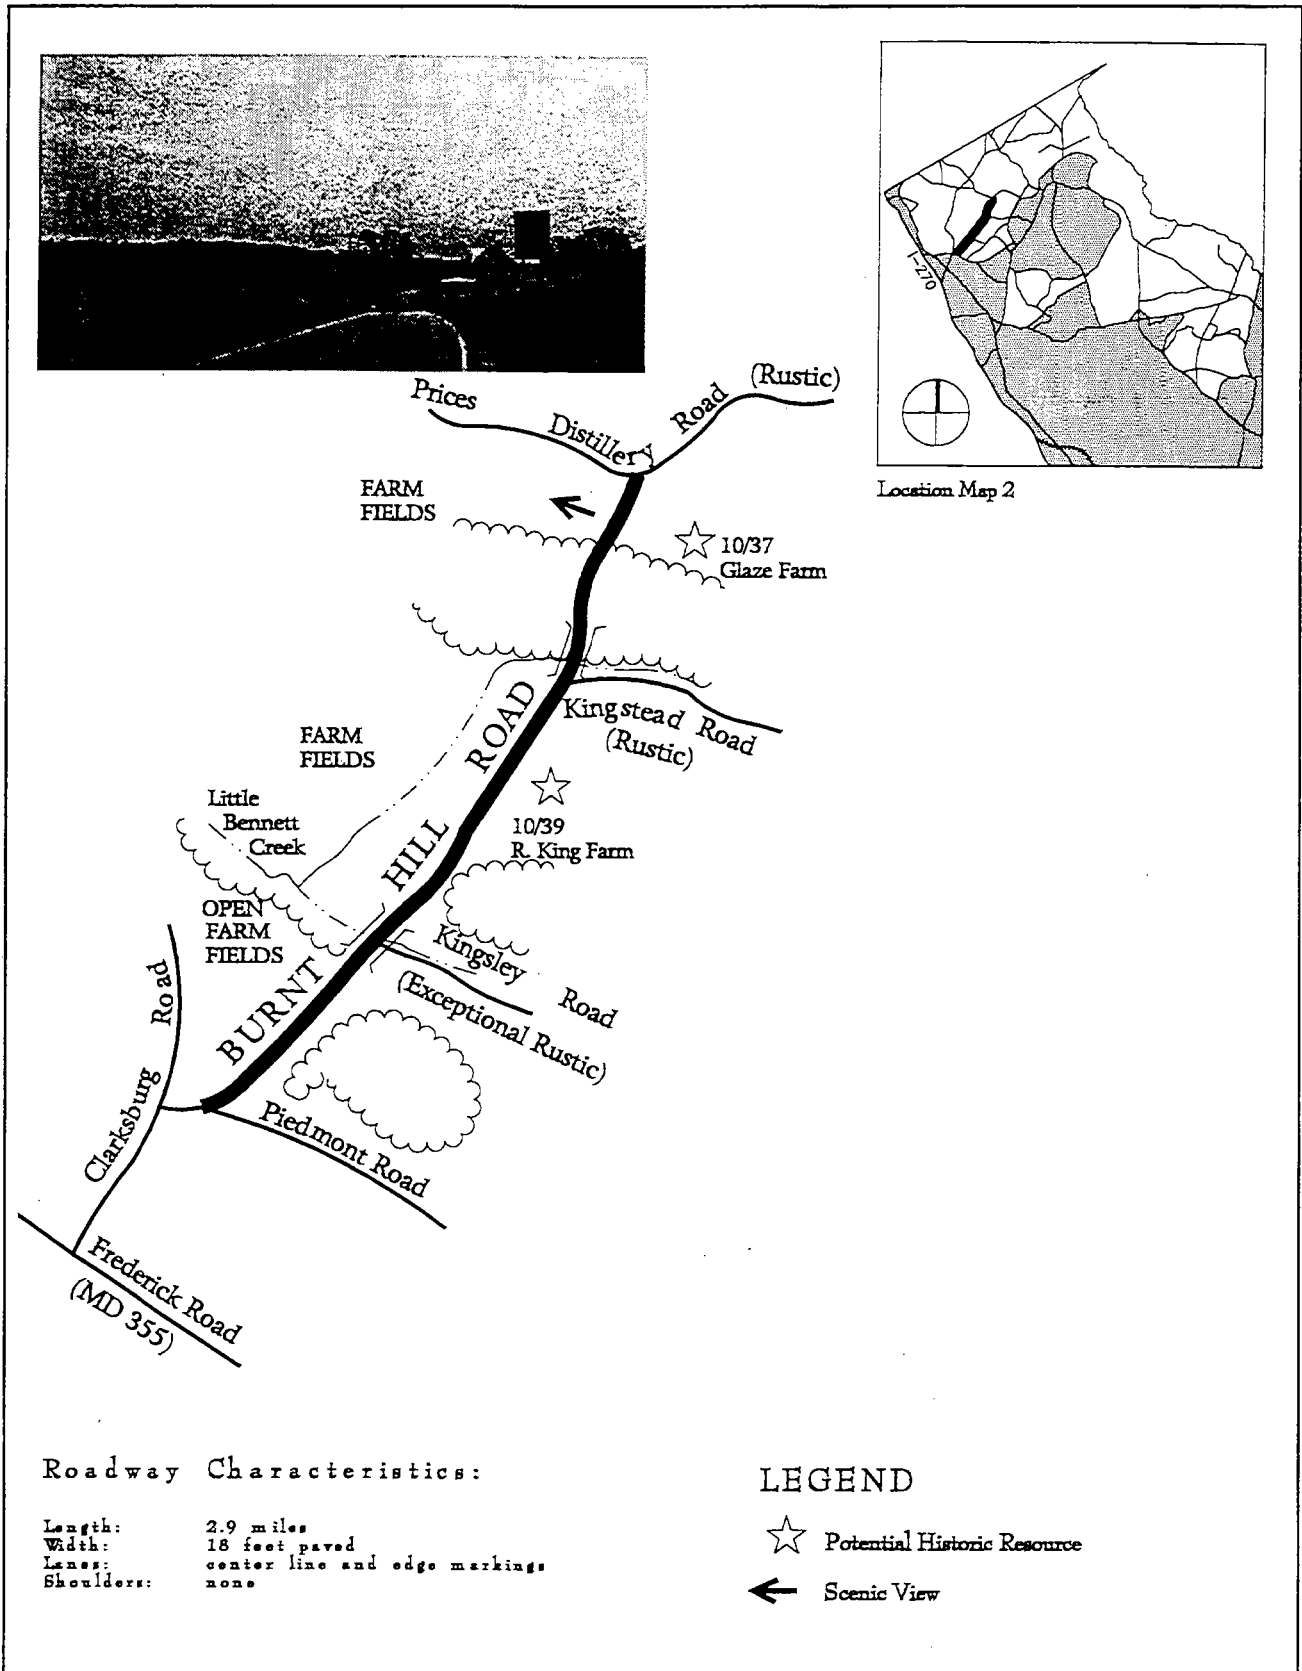 I-270
Location Map 2
Prices Distillery Road (Rustic)
FARM
FIELDS
10/37
Glaze Farm
Kingstead Road
(Rustic)
FARM
FIELDS
10/39
R. King Farm
Little
Bennett
Creek
OPEN
FARM
FIELDS
BURNT HILL ROAD
Kingsley Road
(Exceptional Rustic)
Clarksburg Road
Piedmont Road
Frederick Road
(MD 355)
Roadway Characteristics:
Length: 2.9 miles
Width: 18 feet paved
Lanes: center line and edge markings
Shoulders: none
LEGEND
Potential Historic Resource
Scenic View